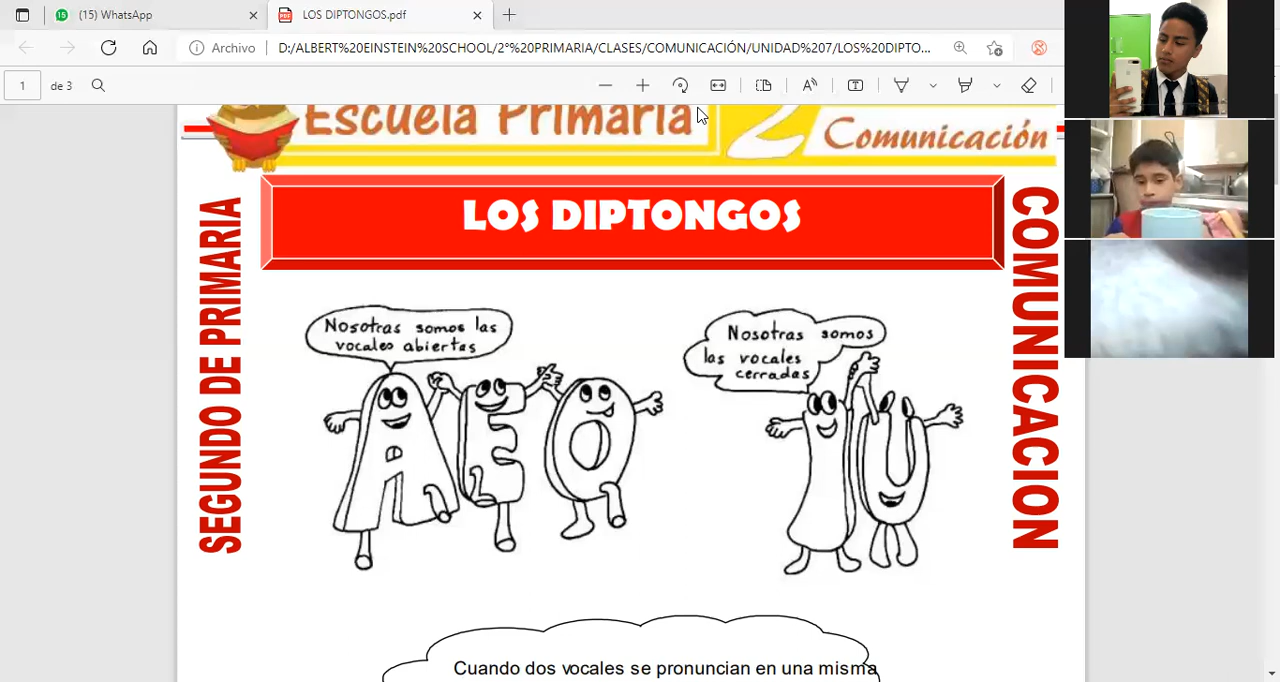 (15) WhatsApp
LOS DIPTONGOS.pdf
Archivo
D:/ALBERT%20EINSTEIN%20SCHOOL/2°%20PRIMARIA/CLASES/COMUNICACIÓN/UNIDAD%207/LOS%20DIPTO...
1 de 3
Escuela Primaria
2
Comunicación
LOS DIPTONGOS
SEGUNDO DE PRIMARIA
COMUNICACION
Nosotras somos las
vocales abiertas
Nosotras somos
las vocales
cerradas
A E O
I U
Cuando dos vocales se pronuncian en una misma